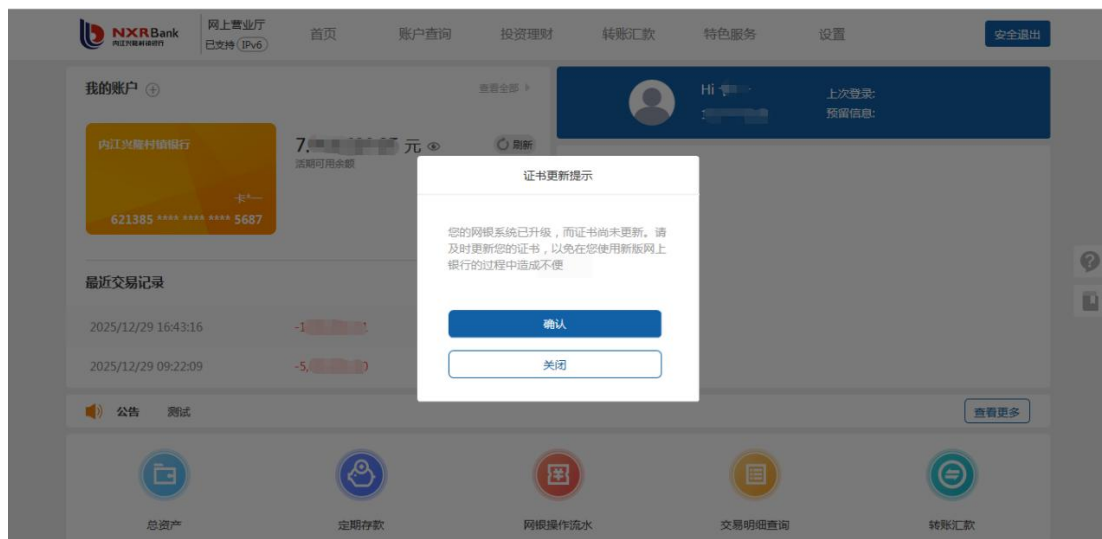 NXRBank
内江兴隆村镇银行
网上营业厅
已支持 IPv6
首页
账户查询
投资理财
转账汇款
特色服务
设置
安全退出
我的账户
查看全部
Hi
上次登录:
预留信息:
内江兴隆村镇银行
卡*一
621385 **** **** **** 5687
7,
元
刷新
活期可用余额
证书更新提示
您的网银系统已升级，而证书尚未更新。请
及时更新您的证书，以免在您使用新版网上
银行的过程中造成不便
确认
关闭
最近交易记录
2025/12/29 16:43:16
-1
2025/12/29 09:22:09
-5,
公告
测试
查看更多
总资产
定期存款
网银操作流水
交易明细查询
转账汇款